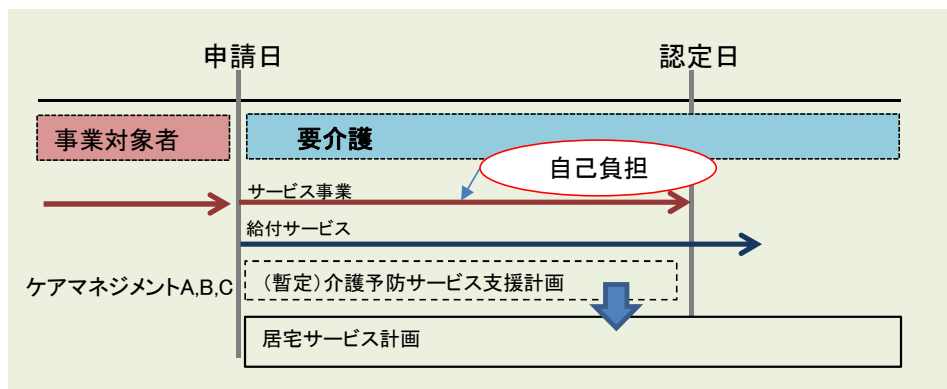 申請日
認定日
事業対象者
要介護
自己負担
サービス事業
給付サービス
ケアマネジメントA,B,C
（暫定）介護予防サービス支援計画
居宅サービス計画